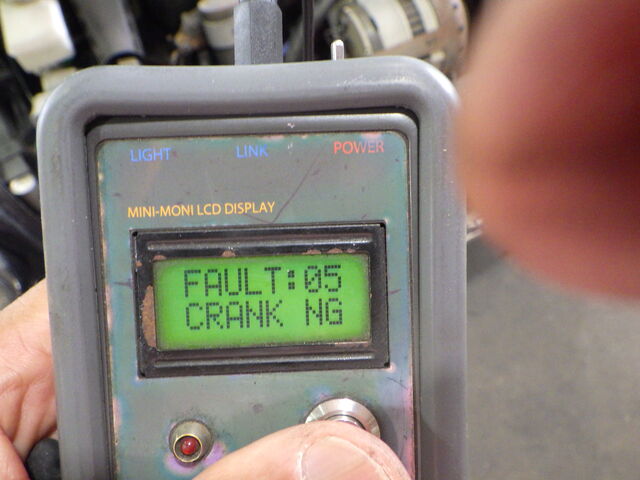 LIGHT LINK POWER
MINI-MONI LCD DISPLAY
FAULT:05
CRANK NG